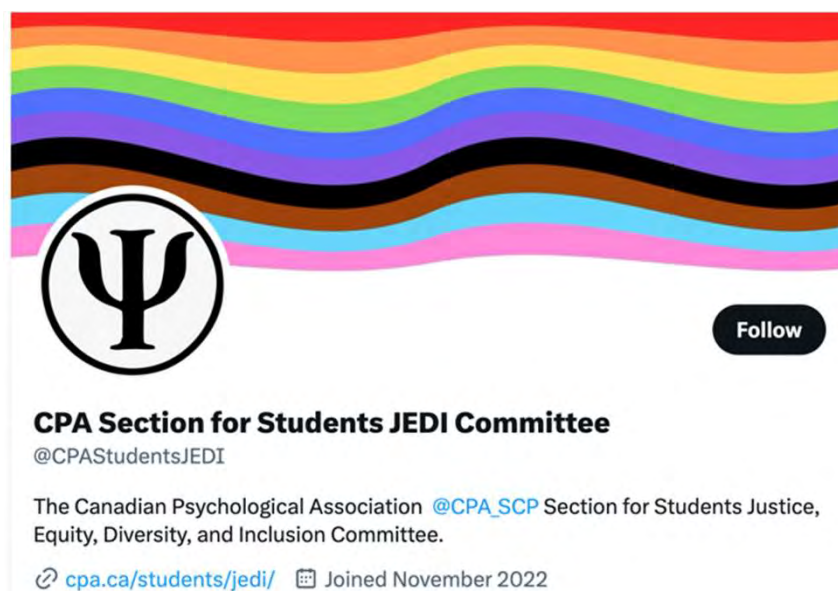 Ψ
Follow
CPA Section for Students JEDI Committee
@CPAStudentsJEDI
The Canadian Psychological Association @CPA_SCP Section for Students Justice,
Equity, Diversity, and Inclusion Committee.
cpa.ca/students/jedi/ Joined November 2022